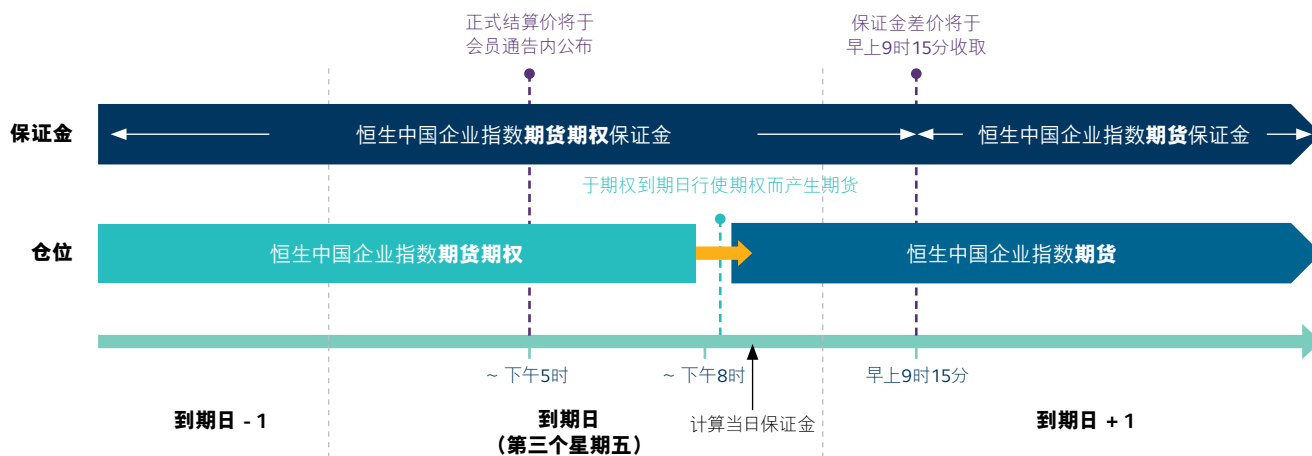 正式结算价将于
会员通告内公布
保证金差价将于
早上9时15分收取
保证金
恒生中国企业指数期货期权保证金
恒生中国企业指数期货保证金
于期权到期日行使期权而产生期货
仓位
恒生中国企业指数期货期权
恒生中国企业指数期货
~ 下午5时
~ 下午8时
早上9时15分
到期日 - 1
到期日
（第三个星期五）
计算当日保证金
到期日 + 1